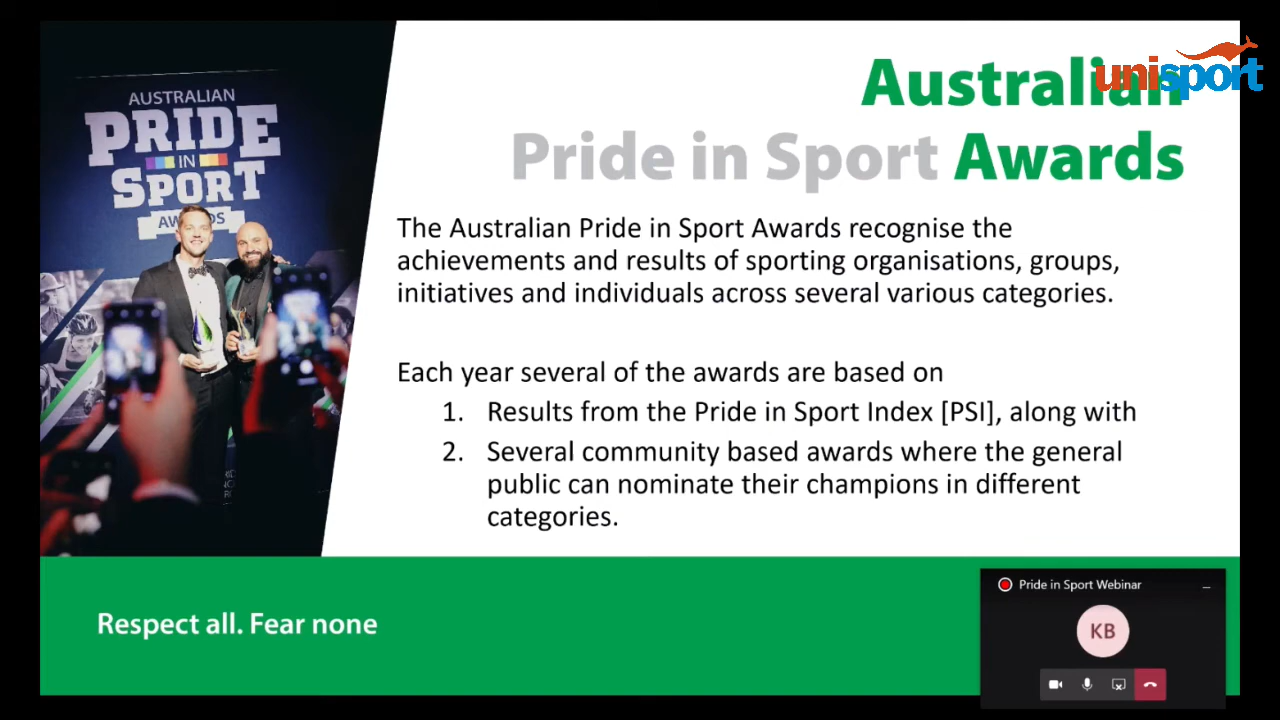 AUSTRALIAN
PRIDE
IN
SPORT
Australian
unisport
Pride in Sport Awards
The Australian Pride in Sport Awards recognise the
achievements and results of sporting organisations, groups,
initiatives and individuals across several various categories.
Each year several of the awards are based on
1. Results from the Pride in Sport Index [PSI], along with
2. Several community based awards where the general
public can nominate their champions in different
categories.
Respect all. Fear none
Pride in Sport Webinar
KB